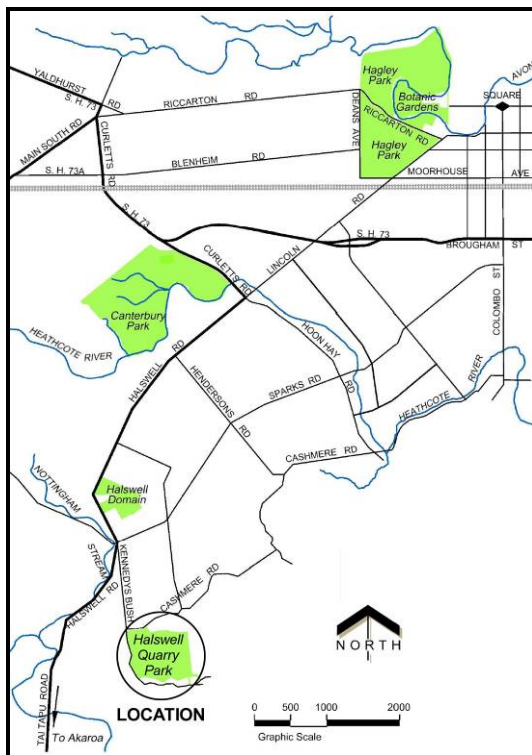 YALDHURST
S. H. 73
RD
RICCARTON RD
Hagley
Park
Botanic
Gardens
AVON
SQUARE
DEANS AVE
RICCARTON RD
Hagley
Park
MAIN SOUTH RD
CURLETTS RD
BLENHEIM RD
S. H. 73A
MOORHOUSE
AVE
S. H. 73
CURLETTS RD
LINCOLN RD
S. H. 73
BROUGHAM ST
Canterbury
Park
COLOMBO ST
HEATHCOTE
RIVER
HALSWELL RD
HOON HAY
RD
HENDERSONS
RD
SPARKS RD
HEATHCOTE
RIVER
CASHMERE RD
NOTTINGHAM
STREAM
Halswell
Domain
KENNEDYS BUSH
CASHMERE RD
HALSWELL RD
Halswell
Quarry
Park
LOCATION
TAI TAPU ROAD
To Akaroa
NORTH
0 500 1000 2000
Graphic Scale